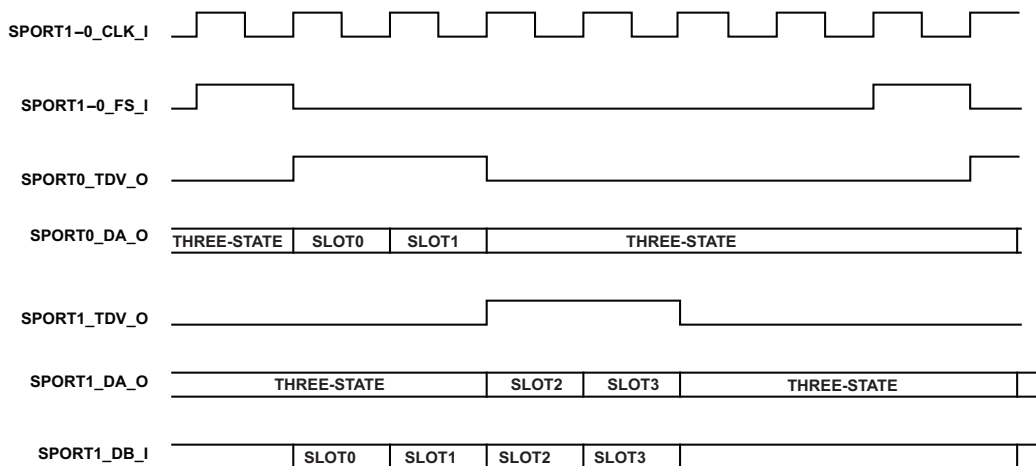 SPORT1–0_CLK_I
SPORT1–0_FS_I
SPORT0_TDV_O
SPORT0_DA_O THREE-STATE SLOT0 SLOT1 THREE-STATE
SPORT1_TDV_O
SPORT1_DA_O THREE-STATE SLOT2 SLOT3 THREE-STATE
SPORT1_DB_I SLOT0 SLOT1 SLOT2 SLOT3